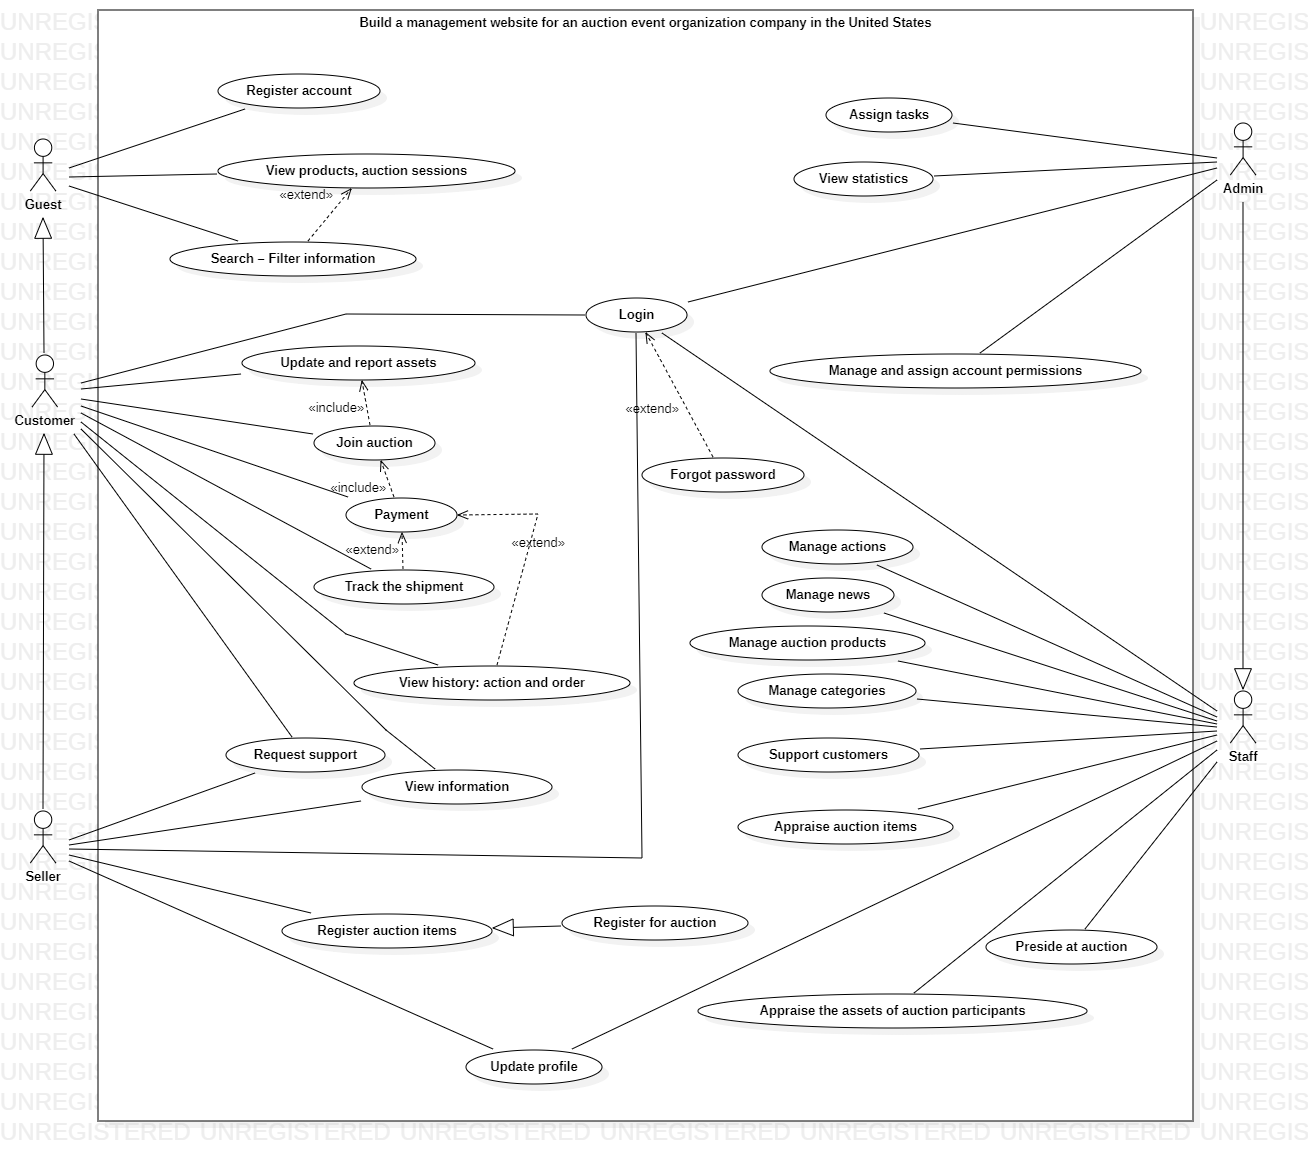 Build a management website for an auction event organization company in the United States
Register account
Assign tasks
View products, auction sessions
View statistics
Admin
«extend»
Guest
Search – Filter information
Login
Update and report assets
Manage and assign account permissions
«include»
«extend»
Customer
Join auction
Forgot password
«include»
Payment
«extend»
«extend»
Manage actions
Track the shipment
Manage news
Manage auction products
View history: action and order
Manage categories
Request support
Support customers
Staff
View information
Appraise auction items
Seller
Register auction items
Register for auction
Preside at auction
Appraise the assets of auction participants
Update profile
UNREGISTERED UNREGISTERED UNREGISTERED UNREGISTERED UNREGISTERED UNREGISTERED UNREGIS